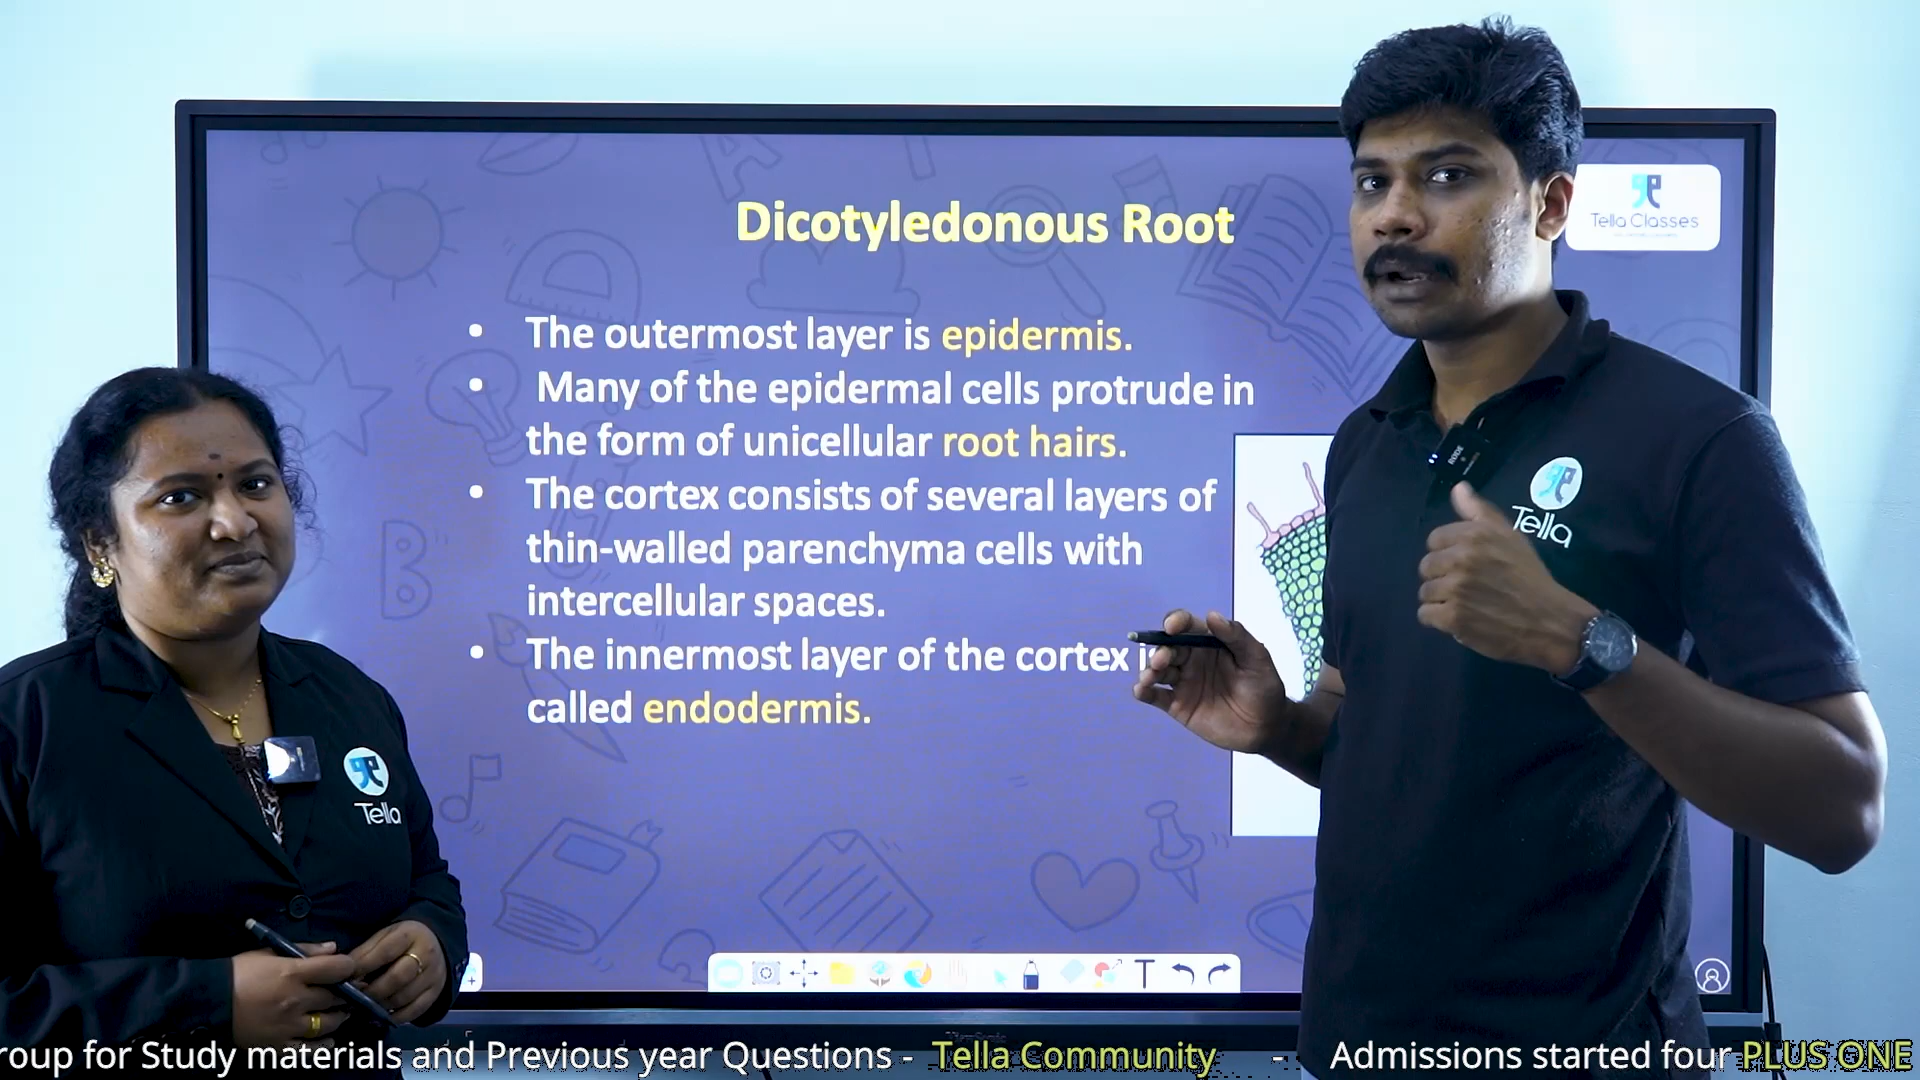 Dicotyledonous Root
Tella Classes
• The outermost layer is epidermis.
• Many of the epidermal cells protrude in
the form of unicellular root hairs.
• The cortex consists of several layers of
thin-walled parenchyma cells with
intercellular spaces.
• The innermost layer of the cortex
called endodermis.
RODE
Tella
Tella
T
roup for Study materials and Previous year Questions - Tella Community - Admissions started four PLUS ONE